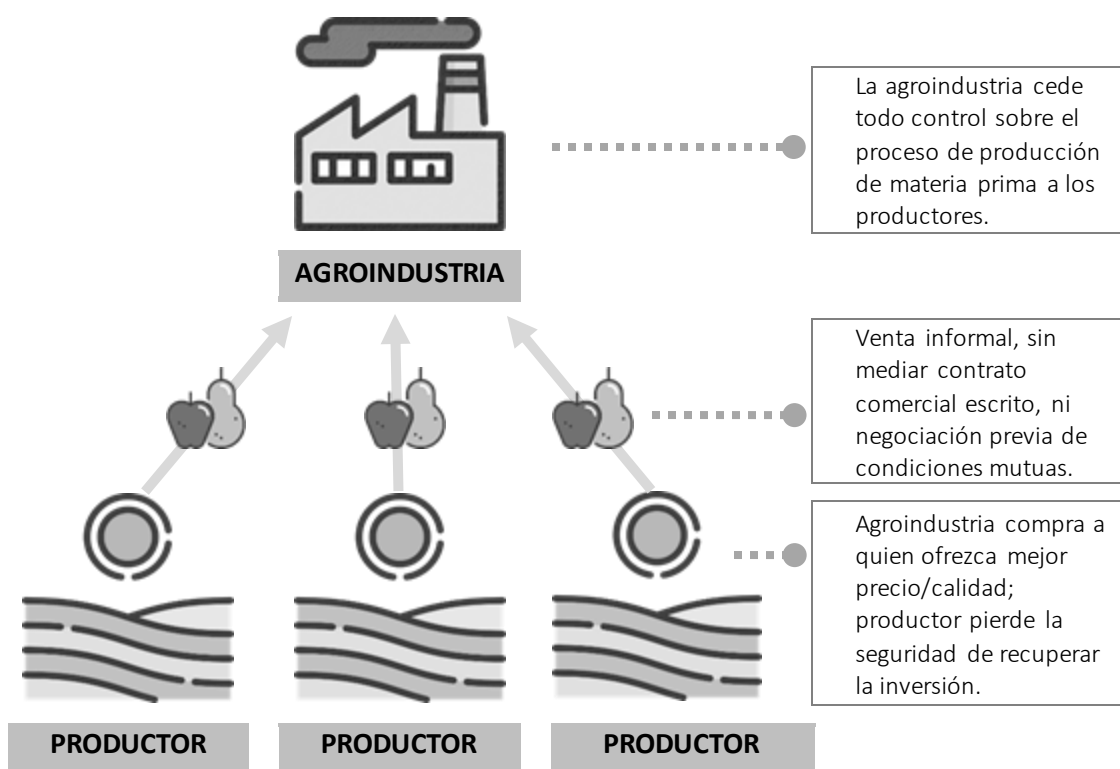 La agroindustria cede
todo control sobre el
proceso de producción
de materia prima a los
productores.
AGROINDUSTRIA
Venta informal, sin
mediar contrato
comercial escrito, ni
negociación previa de
condiciones mutuas.
Agroindustria compra a
quien ofrezca mejor
precio/calidad;
productor pierde la
seguridad de recuperar
la inversión.
PRODUCTOR
PRODUCTOR
PRODUCTOR